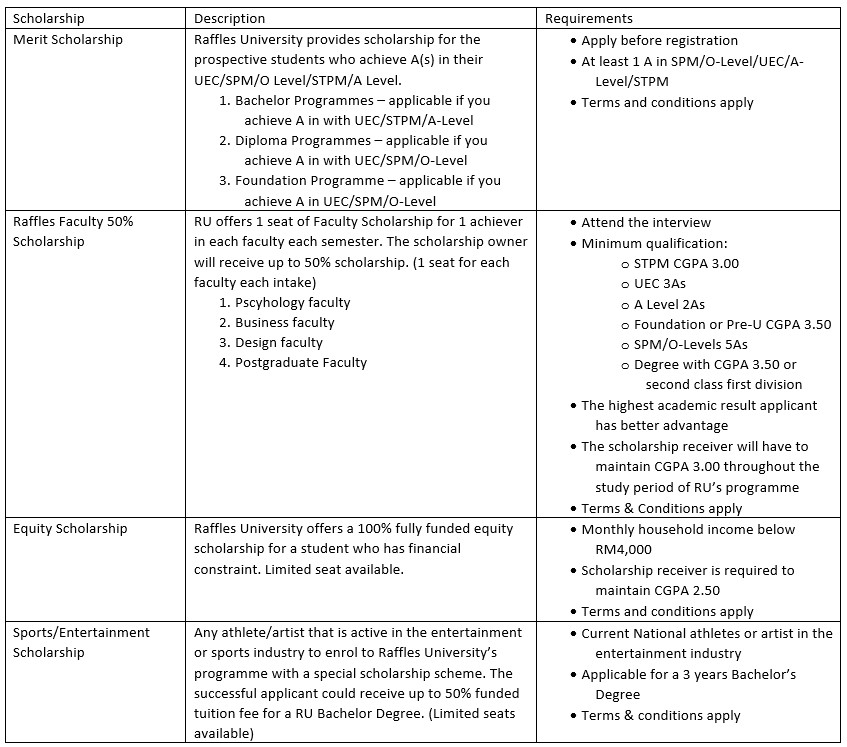 Scholarship
Description
Requirements
Merit Scholarship
Raffles University provides scholarship for the
prospective students who achieve A(s) in their
UEC/SPM/O Level/STPM/A Level.
1. Bachelor Programmes – applicable if you
achieve A in with UEC/STPM/A-Level
2. Diploma Programmes – applicable if you
achieve A in with UEC/SPM/O-Level
3. Foundation Programme – applicable if you
achieve A in UEC/SPM/O-Level
• Apply before registration
• At least 1 A in SPM/O-Level/UEC/A-
Level/STPM
• Terms and conditions apply
Raffles Faculty 50%
Scholarship
RU offers 1 seat of Faculty Scholarship for 1 achiever
in each faculty each semester. The scholarship owner
will receive up to 50% scholarship. (1 seat for each
faculty each intake)
1. Pscyhology faculty
2. Business faculty
3. Design faculty
4. Postgraduate Faculty
• Attend the interview
• Minimum qualification:
o STPM CGPA 3.00
o UEC 3As
o A Level 2As
o Foundation or Pre-U CGPA 3.50
o SPM/O-Levels 5As
o Degree with CGPA 3.50 or
second class first division
• The highest academic result applicant
has better advantage
• The scholarship receiver will have to
maintain CGPA 3.00 throughout the
study period of RU's programme
• Terms & Conditions apply
Equity Scholarship
Raffles University offers a 100% fully funded equity
scholarship for a student who has financial
constraint. Limited seat available.
• Monthly household income below
RM4,000
• Scholarship receiver is required to
maintain CGPA 2.50
• Terms and conditions apply
Sports/Entertainment
Scholarship
Any athlete/artist that is active in the entertainment
or sports industry to enrol to Raffles University's
programme with a special scholarship scheme. The
successful applicant could receive up to 50% funded
tuition fee for a RU Bachelor Degree. (Limited seats
available)
• Current National athletes or artist in the
entertainment industry
• Applicable for a 3 years Bachelor's
Degree
• Terms & conditions apply